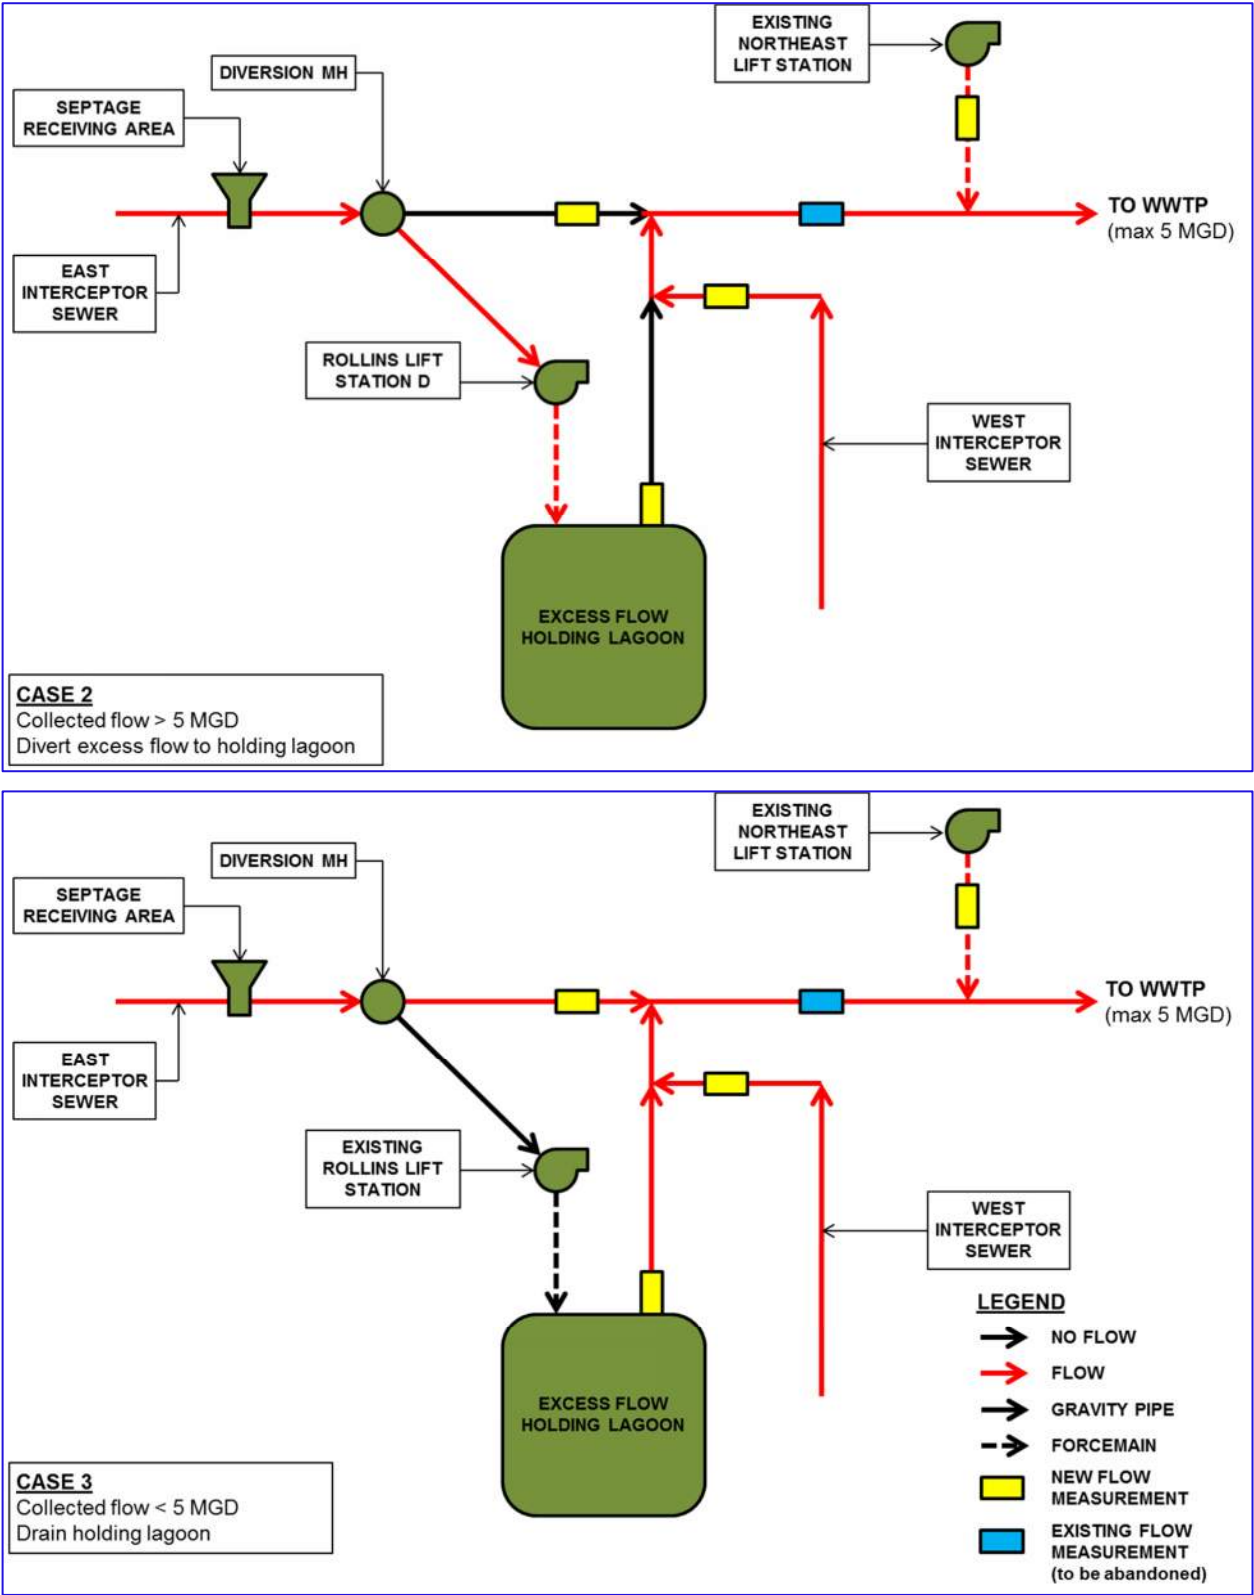 EXISTING
NORTHEAST
LIFT STATION
DIVERSION MH
SEPTAGE
RECEIVING AREA
TO WWTP
(max 5 MGD)
EAST
INTERCEPTOR
SEWER
ROLLINS LIFT
STATION D
WEST
INTERCEPTOR
SEWER
EXCESS FLOW
HOLDING LAGOON
CASE 2
Collected flow > 5 MGD
Divert excess flow to holding lagoon
EXISTING
NORTHEAST
LIFT STATION
DIVERSION MH
SEPTAGE
RECEIVING AREA
TO WWTP
(max 5 MGD)
EAST
INTERCEPTOR
SEWER
EXISTING
ROLLINS LIFT
STATION
WEST
INTERCEPTOR
SEWER
EXCESS FLOW
HOLDING LAGOON
CASE 3
Collected flow < 5 MGD
Drain holding lagoon
LEGEND
NO FLOW
FLOW
GRAVITY PIPE
FORCEMAIN
NEW FLOW
MEASUREMENT
EXISTING FLOW
MEASUREMENT
(to be abandoned)